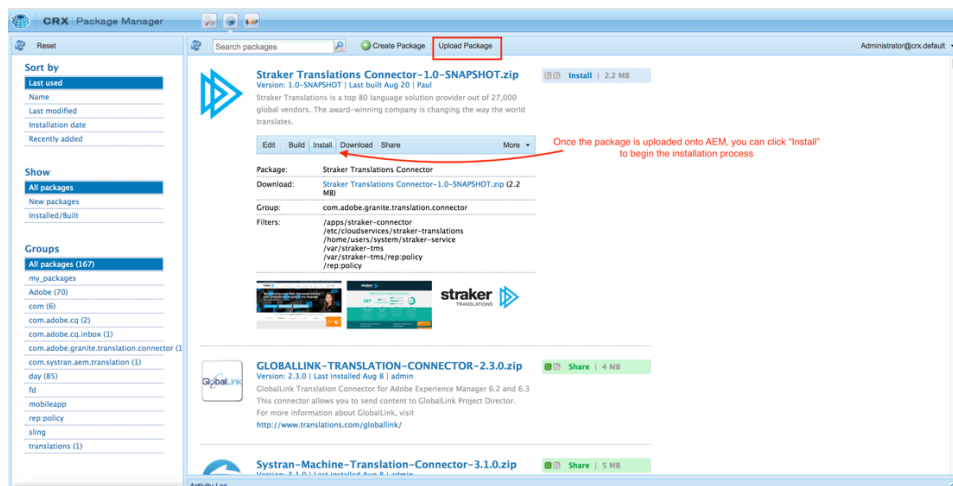 CRX Package Manager
Reset
Search packages
Create Package
Upload Package
Administrator@crx.default
Sort by
Last used
Name
Last modified
Installation date
Recently added
Show
All packages
New packages
Installed/Built
Groups
All packages (167)
my_packages
Adobe (70)
com (6)
com.adobe.cq (2)
com.adobe.cq.inbox (1)
com.adobe.granite.translation.connector (1
com.systran.aem.translation (1)
day (85)
fd
mobileapp
rep:policy
sling
translations (1)
Straker Translations Connector-1.0-SNAPSHOT.zip
Version: 1.0-SNAPSHOT | Last built Aug 20 | Paul
Straker Translations is a top 80 language solution provider out of 27,000
global vendors. The award-winning company is changing the way the world
translates.
Install | 2.2 MB
Edit Build Install Download Share More
Once the package is uploaded onto AEM, you can click “Install”
to begin the installation process
Package: Straker Translations Connector
Download: Straker Translations Connector-1.0-SNAPSHOT.zip (2.2
MB)
Group: com.adobe.granite.translation.connector
Filters: /apps/straker-connector
/etc/cloudservices/straker-translations
/home/users/system/straker-service
/var/straker-tms
/var/straker-tms/rep:policy
/rep:policy
straker
TRANSLATIONS
GlobalLink
GLOBALLINK-TRANSLATION-CONNECTOR-2.3.0.zip
Version: 2.3.0 | Last installed Aug 8 | admin
GlobalLink Translation Connector for Adobe Experience Manager 6.2 and 6.3
This connector allows you to send content to GlobalLink Project Director.
For more information about GlobalLink, visit
http://www.translations.com/globallink/
Share | 4 MB
Systran-Machine-Translation-Connector-3.1.0.zip
Version: 3.1.0 | Last installed Aug 8 | admin
Share | 5 MB
Activity Log